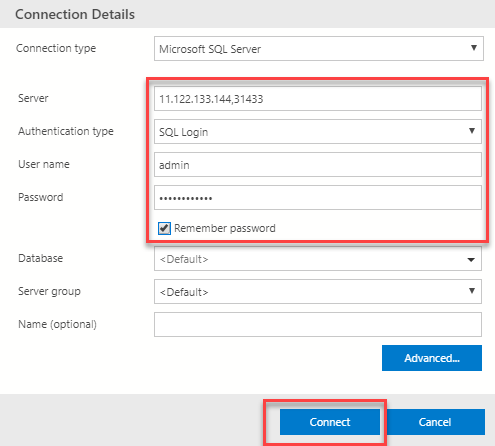 Connection Details
Connection type Microsoft SQL Server
Server 11.122.133.144,31433
Authentication type SQL Login
User name admin
Password ••••••••••••
Remember password
Database <Default>
Server group <Default>
Name (optional)
Advanced...
Connect Cancel